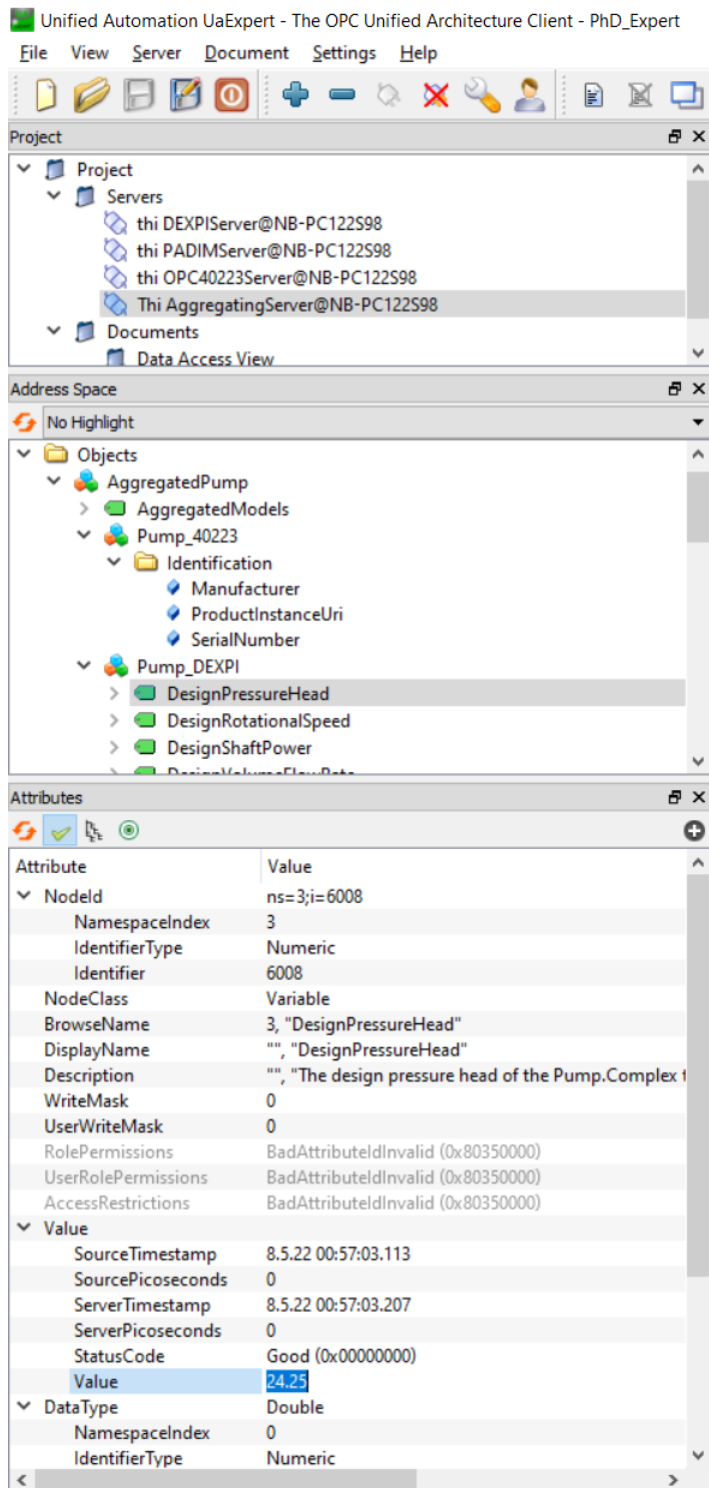 Unified Automation UaExpert - The OPC Unified Architecture Client - PhD_Expert
File View Server Document Settings Help
Project
Project
Servers
thi DEXPIServer@NB-PC122S98
thi PADIMServer@NB-PC122S98
thi OPC40223Server@NB-PC122S98
Thi AggregatingServer@NB-PC122S98
Documents
Data Access View
Address Space
No Highlight
Objects
AggregatedPump
AggregatedModels
Pump_40223
Identification
Manufacturer
ProductInstanceUri
SerialNumber
Pump_DEXPI
DesignPressureHead
DesignRotationalSpeed
DesignShaftPower
DesignVolumeFlowRate
Attributes
Attribute Value
NodeId ns=3;i=6008
NamespaceIndex 3
IdentifierType Numeric
Identifier 6008
NodeClass Variable
BrowseName 3, "DesignPressureHead"
DisplayName "", "DesignPressureHead"
Description "", "The design pressure head of the Pump.Complex t
WriteMask 0
UserWriteMask 0
RolePermissions BadAttributeIdInvalid (0x80350000)
UserRolePermissions BadAttributeIdInvalid (0x80350000)
AccessRestrictions BadAttributeIdInvalid (0x80350000)
Value
SourceTimestamp 8.5.22 00:57:03.113
SourcePicoseconds 0
ServerTimestamp 8.5.22 00:57:03.207
ServerPicoseconds 0
StatusCode Good (0x00000000)
Value 24.25
DataType Double
NamespaceIndex 0
IdentifierType Numeric